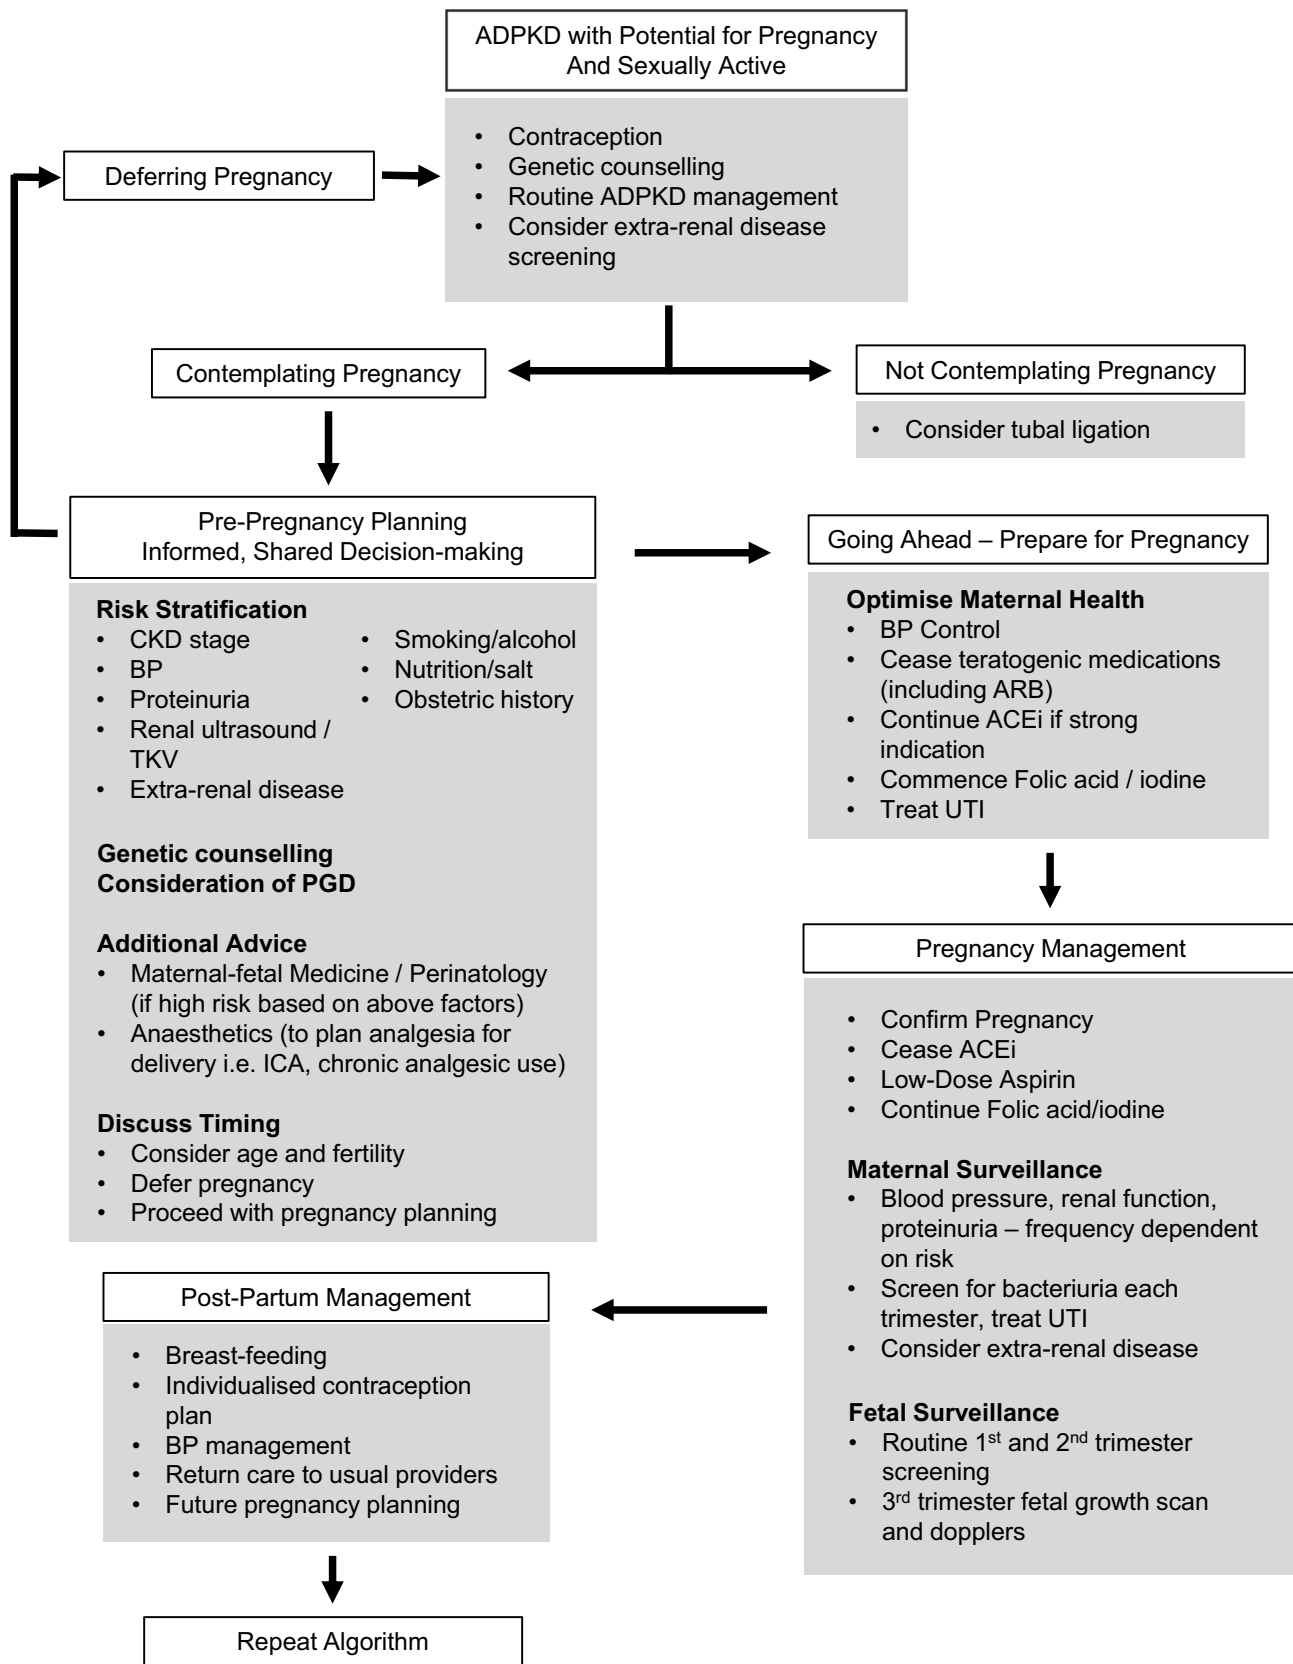 ADPKD with Potential for Pregnancy
And Sexually Active
• Contraception
• Genetic counselling
• Routine ADPKD management
• Consider extra-renal disease
screening
Deferring Pregnancy
Contemplating Pregnancy
Not Contemplating Pregnancy
• Consider tubal ligation
Pre-Pregnancy Planning
Informed, Shared Decision-making
Risk Stratification
• CKD stage
• BP
• Proteinuria
• Renal ultrasound /
TKV
• Extra-renal disease
• Smoking/alcohol
• Nutrition/salt
• Obstetric history
Genetic counselling
Consideration of PGD
Additional Advice
• Maternal-fetal Medicine / Perinatology
(if high risk based on above factors)
• Anaesthetics (to plan analgesia for
delivery i.e. ICA, chronic analgesic use)
Discuss Timing
• Consider age and fertility
• Defer pregnancy
• Proceed with pregnancy planning
Going Ahead – Prepare for Pregnancy
Optimise Maternal Health
• BP Control
• Cease teratogenic medications
(including ARB)
• Continue ACEi if strong
indication
• Commence Folic acid / iodine
• Treat UTI
Pregnancy Management
• Confirm Pregnancy
• Cease ACEi
• Low-Dose Aspirin
• Continue Folic acid/iodine
Maternal Surveillance
• Blood pressure, renal function,
proteinuria – frequency dependent
on risk
• Screen for bacteriuria each
trimester, treat UTI
• Consider extra-renal disease
Fetal Surveillance
• Routine 1st and 2nd trimester
screening
• 3rd trimester fetal growth scan
and dopplers
Post-Partum Management
• Breast-feeding
• Individualised contraception
plan
• BP management
• Return care to usual providers
• Future pregnancy planning
Repeat Algorithm